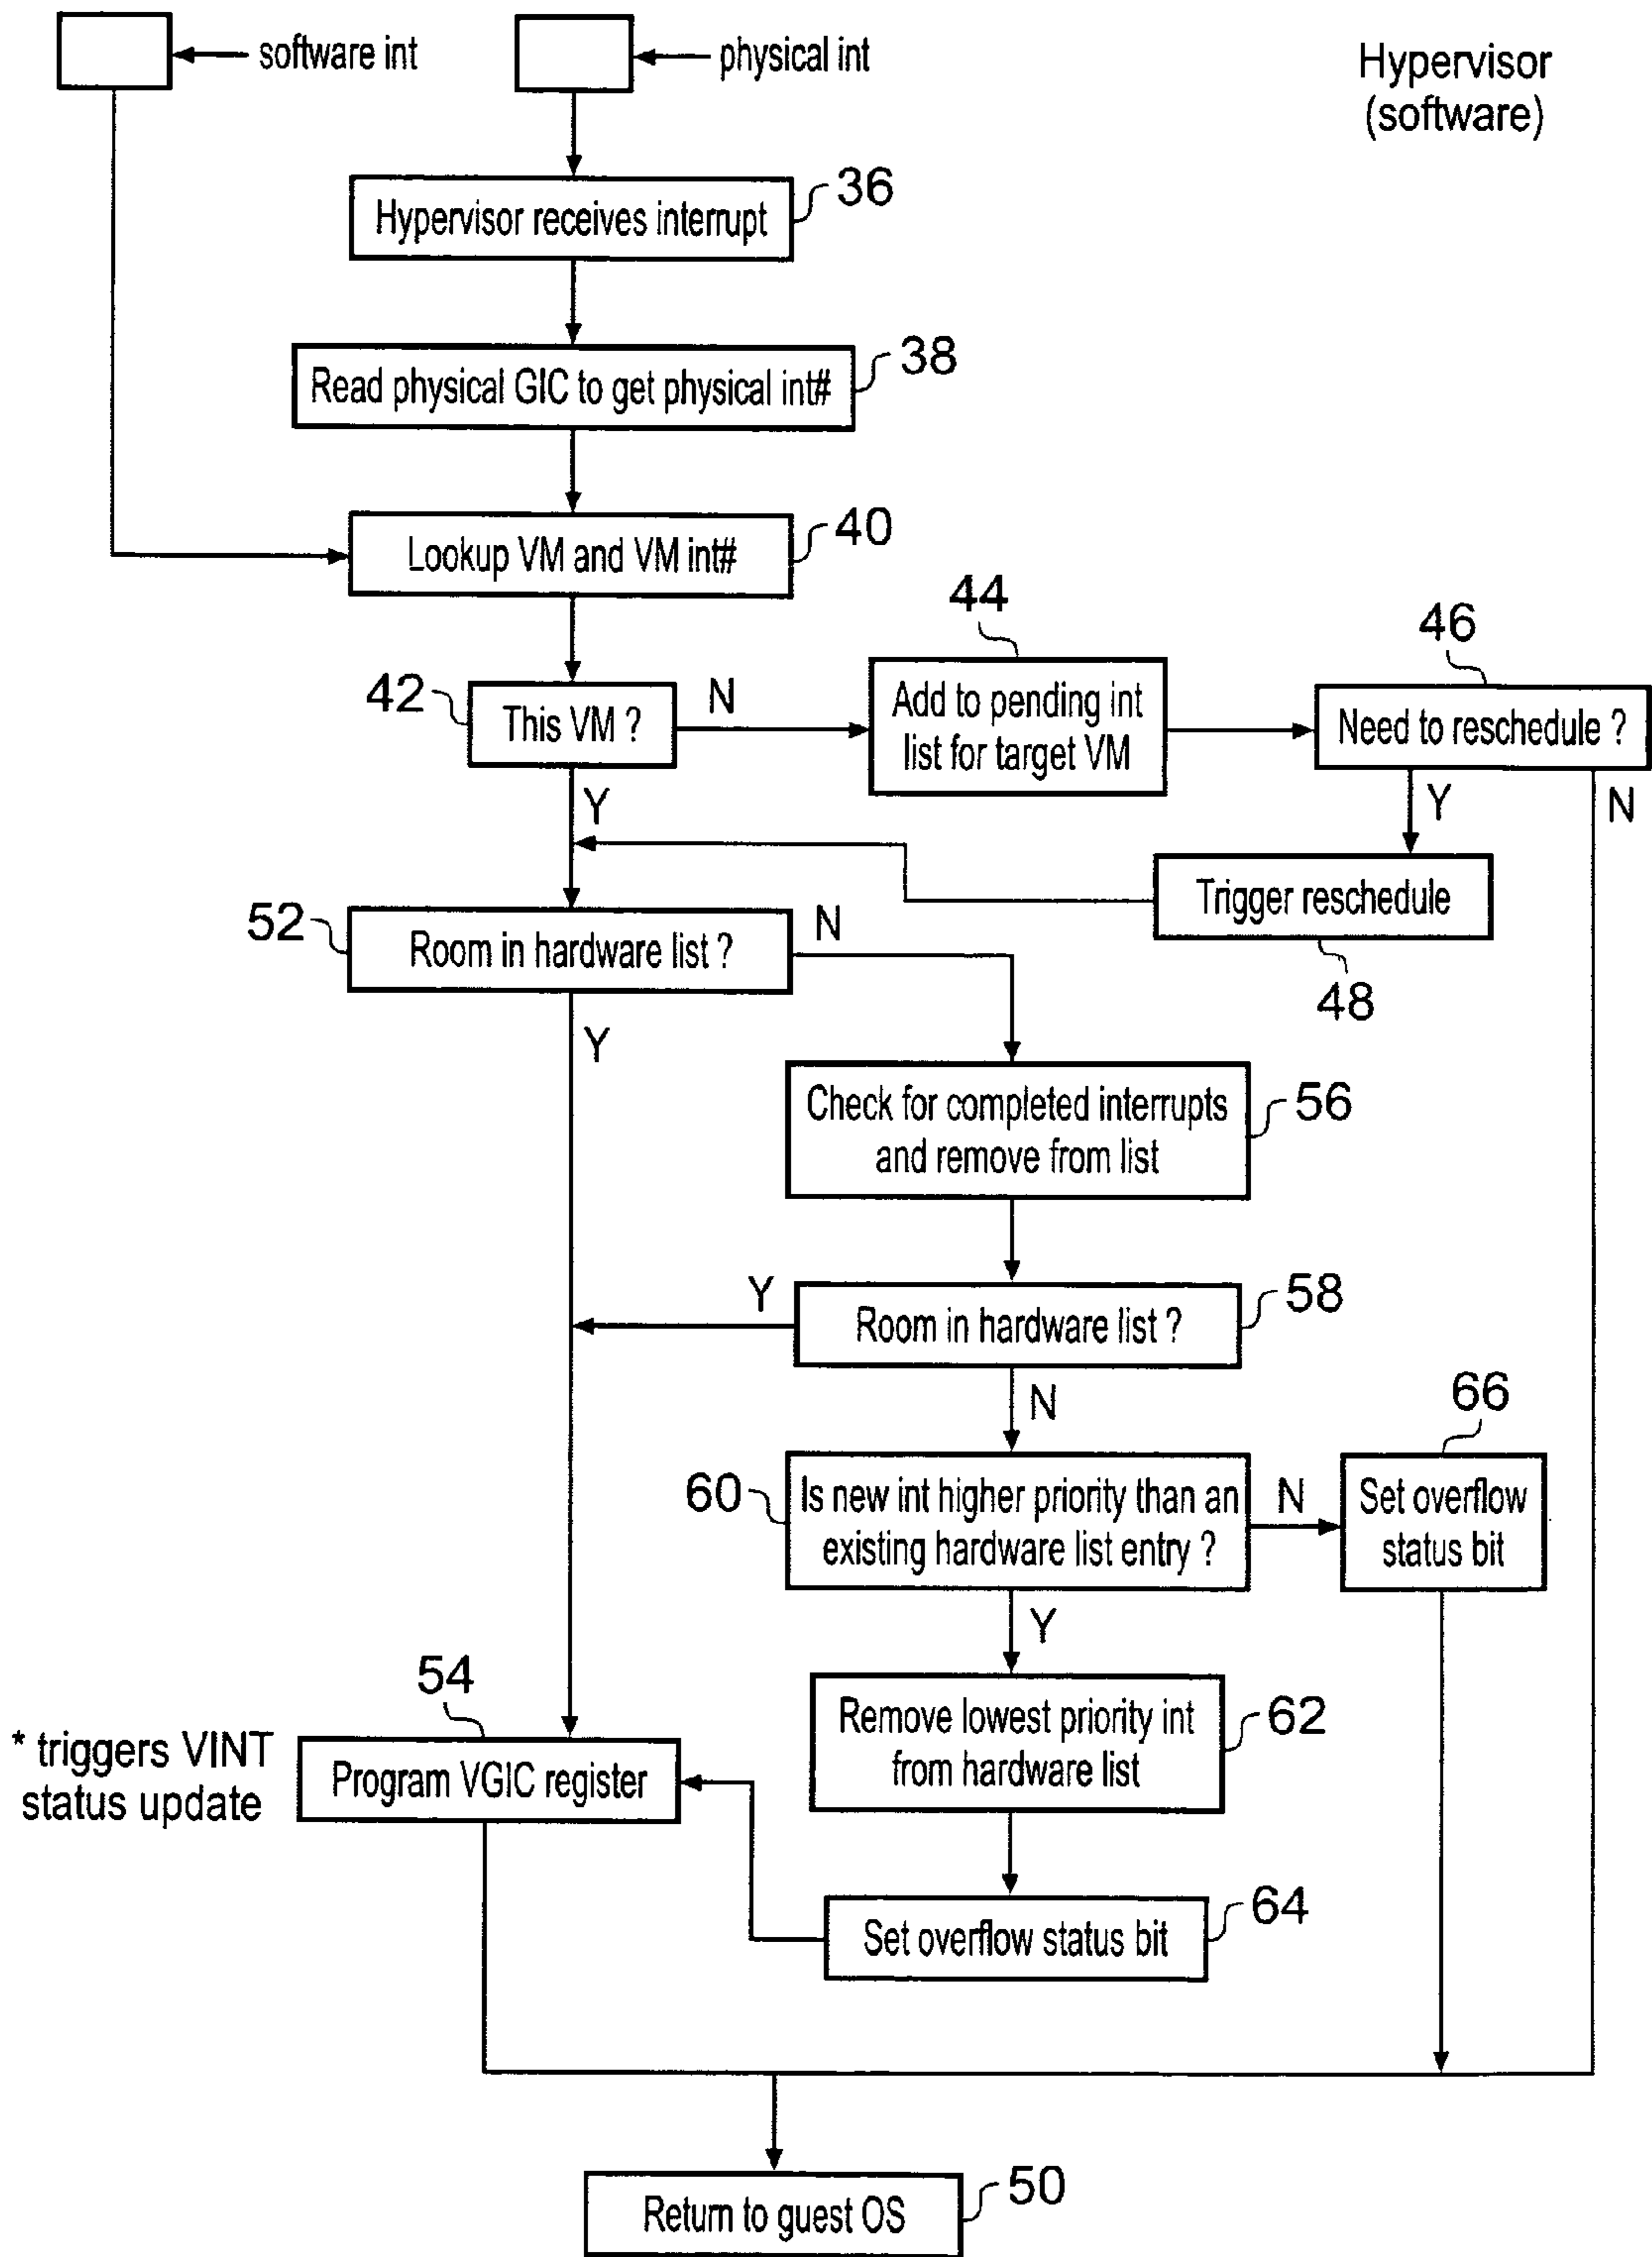 software int
physical int
Hypervisor
(software)
36
Hypervisor receives interrupt
38
Read physical GIC to get physical int#
40
Lookup VM and VM int#
44
46
42
This VM ?
N
Add to pending int
list for target VM
Need to reschedule ?
Y
Y
N
Trigger reschedule
48
52
Room in hardware list ?
N
Y
Check for completed interrupts
and remove from list
56
58
Y
Room in hardware list ?
N
66
60
Is new int higher priority than an
existing hardware list entry ?
N
Set overflow
status bit
Y
54
* triggers VINT
status update
Program VGIC register
Remove lowest priority int
from hardware list
62
64
Set overflow status bit
50
Return to guest OS